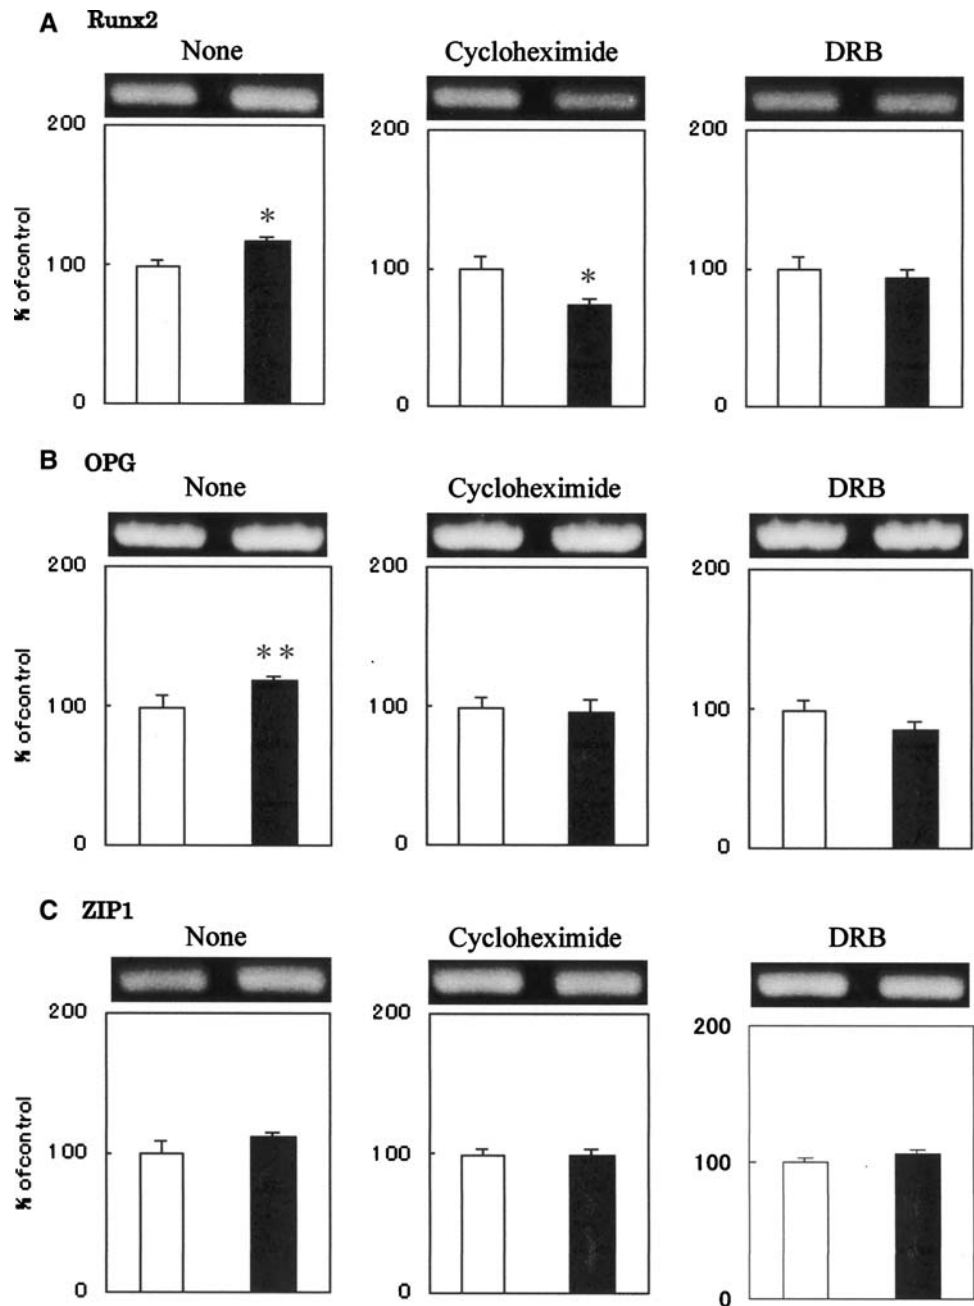 A Runx2
None Cycloheximide DRB
200 200 200
*
*
100 100 100
% ofcontrol
0 0 0
B OPG
None Cycloheximide DRB
200 200 200
* *
100 100 100
% ofcontrol
0 0 0
C ZIP1
None Cycloheximide DRB
200 200 200
100 100 100
% ofcontrol
0 0 0